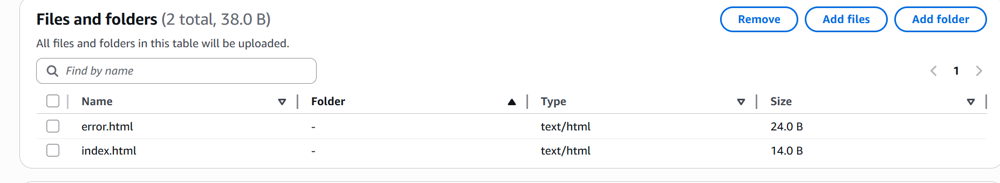 Files and folders (2 total, 38.0 B)
Remove
Add files
Add folder
All files and folders in this table will be uploaded.
Find by name
1
Name Folder Type Size
error.html - text/html 24.0 B
index.html - text/html 14.0 B